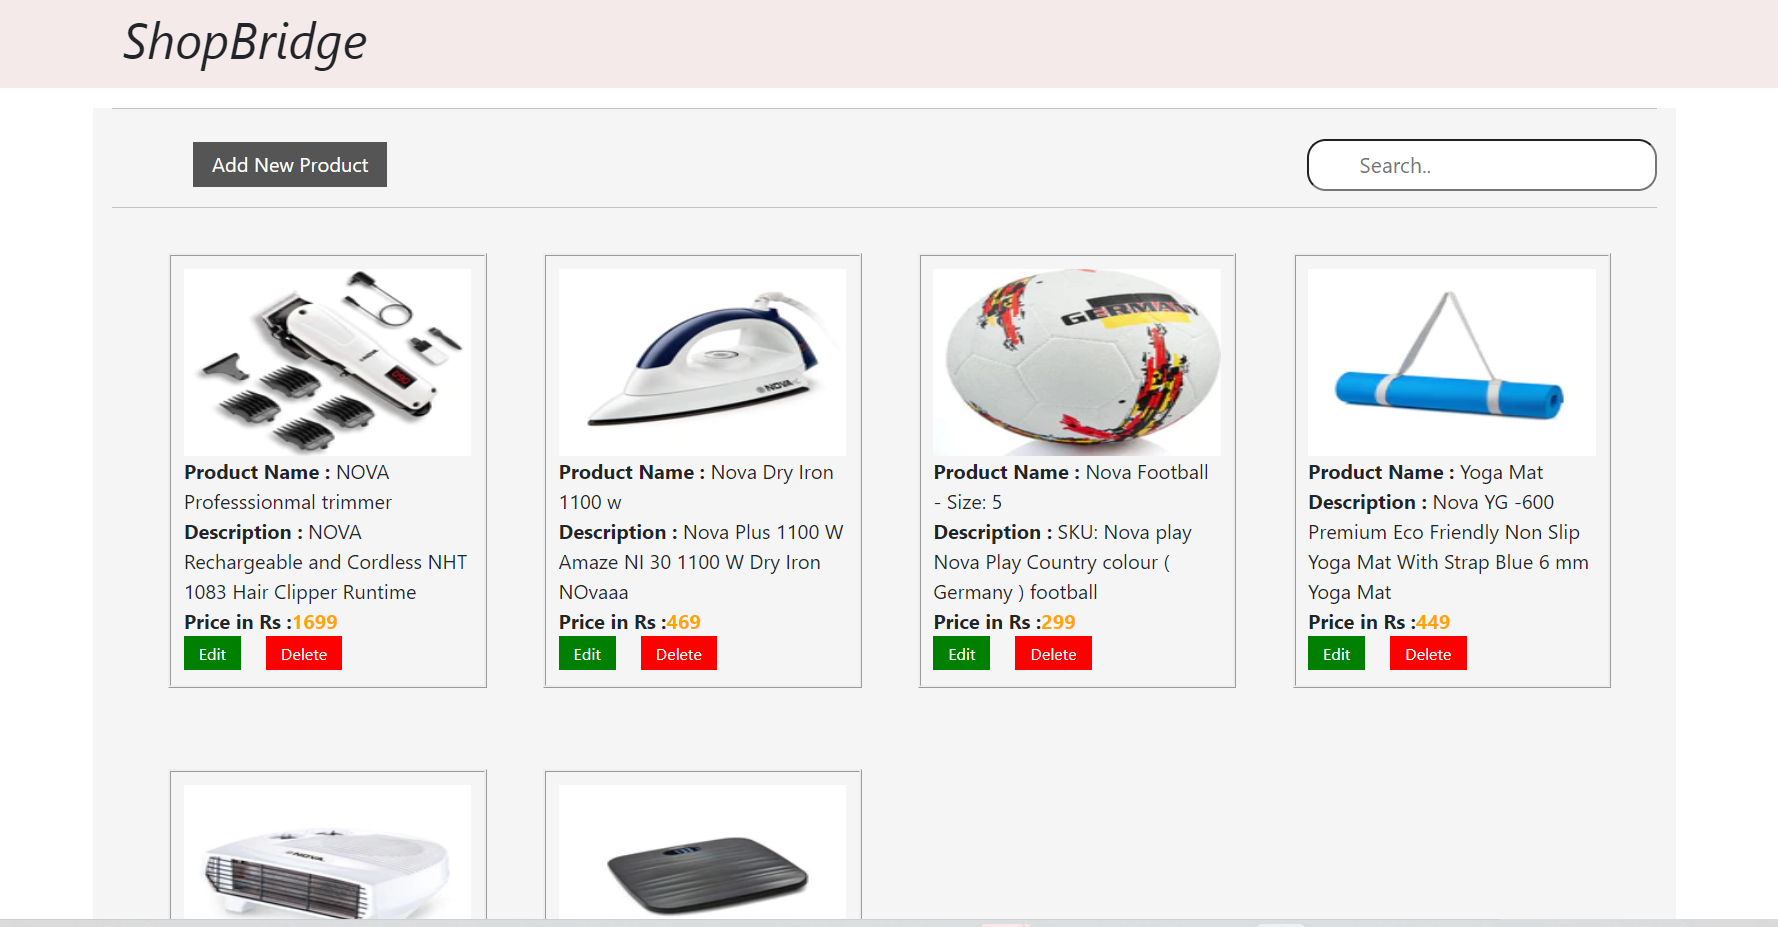 ShopBridge
Add New Product
Search..
NOVA
Product Name : NOVA
Professsionmal trimmer
Description : NOVA
Rechargeable and Cordless NHT
1083 Hair Clipper Runtime
Price in Rs :1699
Edit
Delete
NOVA
Product Name : Nova Dry Iron
1100 w
Description : Nova Plus 1100 W
Amaze NI 30 1100 W Dry Iron
NOvaaa
Price in Rs :469
Edit
Delete
GERMANY
Product Name : Nova Football
- Size: 5
Description : SKU: Nova play
Nova Play Country colour (
Germany ) football
Price in Rs :299
Edit
Delete
Product Name : Yoga Mat
Description : Nova YG -600
Premium Eco Friendly Non Slip
Yoga Mat With Strap Blue 6 mm
Yoga Mat
Price in Rs :449
Edit
Delete
NOVA